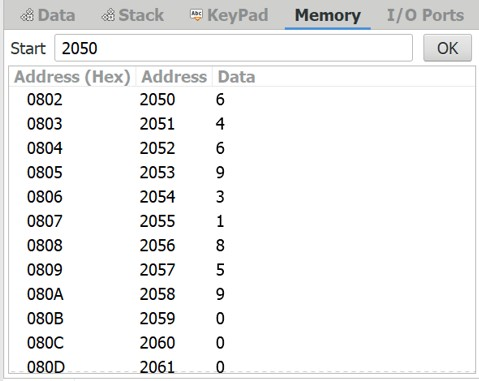 Data Stack KeyPad Memory I/O Ports
Start 2050 OK
Address (Hex) Address Data
0802 2050 6
0803 2051 4
0804 2052 6
0805 2053 9
0806 2054 3
0807 2055 1
0808 2056 8
0809 2057 5
080A 2058 9
080B 2059 0
080C 2060 0
080D 2061 0